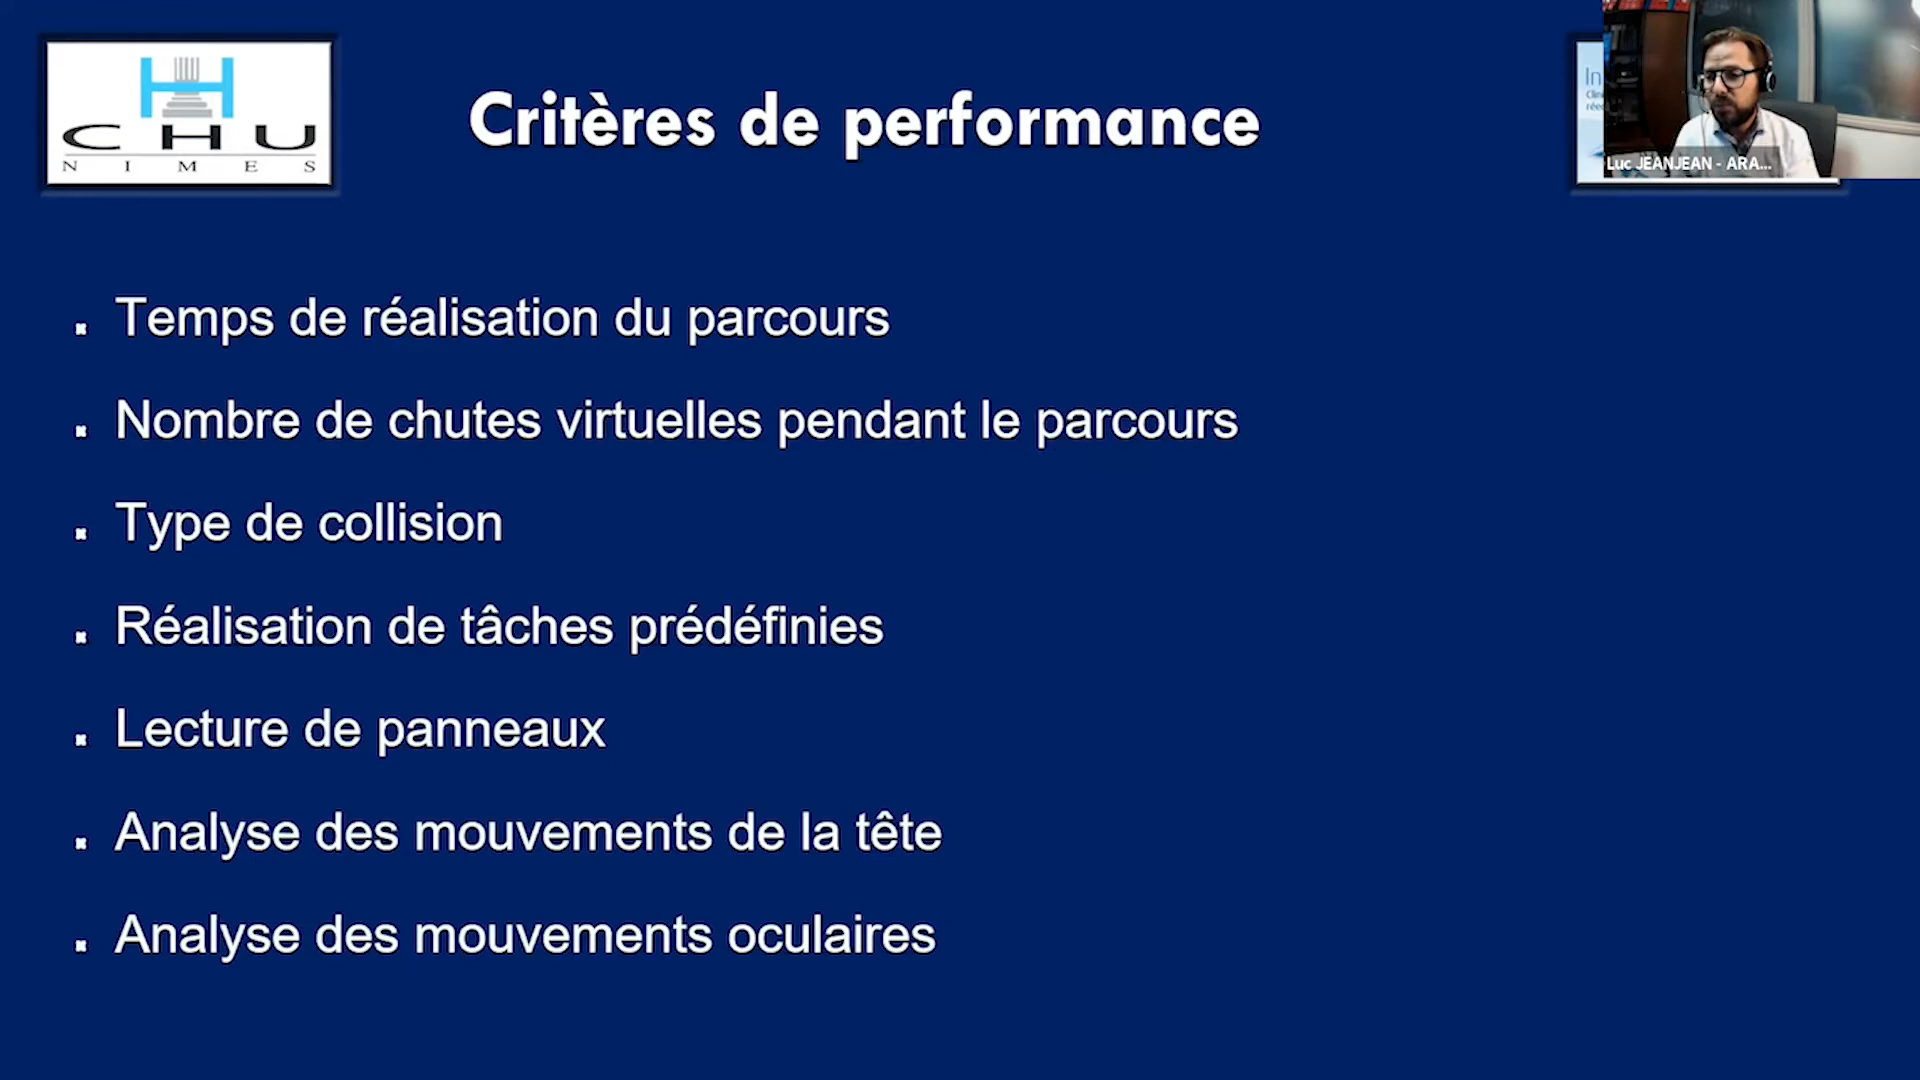 CHU
NIMES
Critères de performance
Luc JEANJEAN - ARA...
Temps de réalisation du parcours
Nombre de chutes virtuelles pendant le parcours
Type de collision
Réalisation de tâches prédéfinies
Lecture de panneaux
Analyse des mouvements de la tête
Analyse des mouvements oculaires